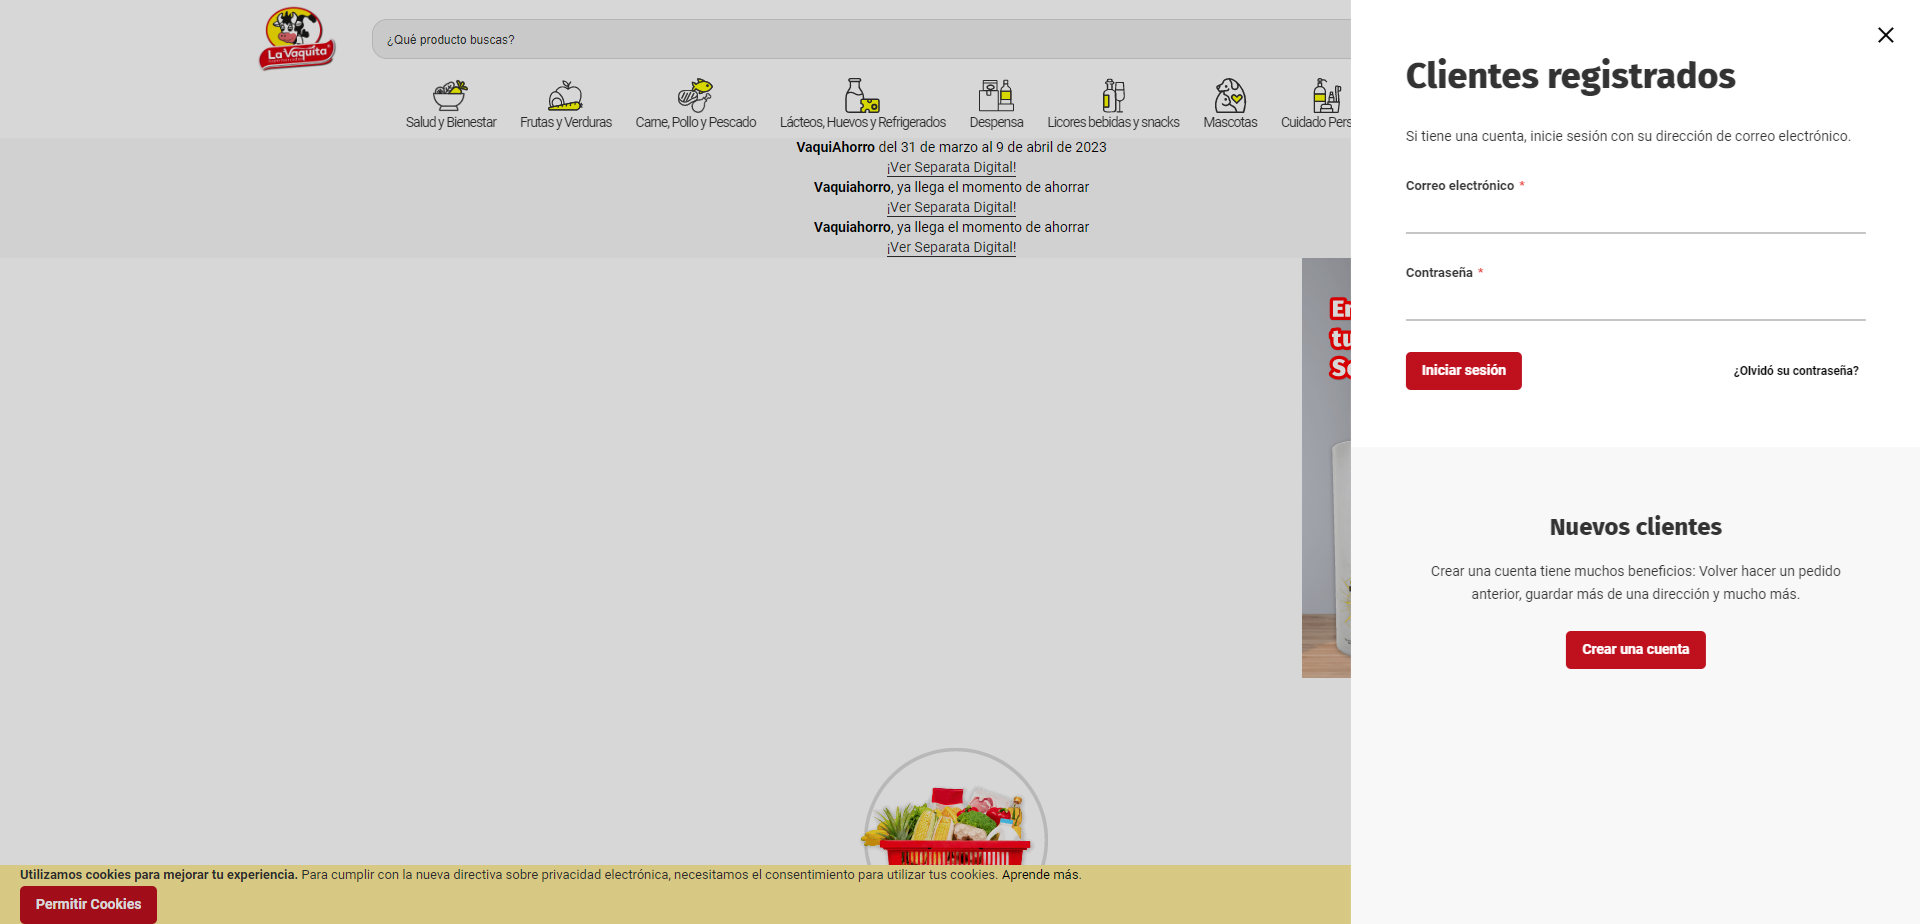 La Vaquita
¿Qué producto buscas?
Salud y Bienestar
Frutas y Verduras
Carne, Pollo y Pescado
Lácteos, Huevos y Refrigerados
Despensa
Licores bebidas y snacks
Mascotas
Cuidado Pers
VaquiAhorro del 31 de marzo al 9 de abril de 2023
¡Ver Separata Digital!
Vaquiahorro, ya llega el momento de ahorrar
¡Ver Separata Digital!
Vaquiahorro, ya llega el momento de ahorrar
¡Ver Separata Digital!
En
tu
Clientes registrados
Si tiene una cuenta, inicie sesión con su dirección de correo electrónico.
Correo electrónico *
Contraseña *
Iniciar sesión
¿Olvidó su contraseña?
Nuevos clientes
Crear una cuenta tiene muchos beneficios: Volver hacer un pedido
anterior, guardar más de una dirección y mucho más.
Crear una cuenta
Utilizamos cookies para mejorar tu experiencia. Para cumplir con la nueva directiva sobre privacidad electrónica, necesitamos el consentimiento para utilizar tus cookies. Aprende más.
Permitir Cookies